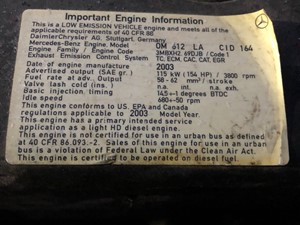 Important Engine Information
This is a LOW EMISSION VEHICLE engine and meets all of the
applicable requirements of 40 CFR 88.
DaimlerChrysler AG, Stuttgart, Germany
Mercedes-Benz Engine, Model OM 612 LA CID 164
Engine Family / Engine Code 3MBXH2.69DJB / Code 1
Exhaust Emission Control System TC, ECM, CAC, CAT, EGR
Date of engine manufacture 2003
Advertised output (SAE gr.) 115 kW (154 HP) / 3800 rpm
Fuel rate at adv. output 58 - 62 mm³/stroke
Valve lash cold (ins.)
Basic injection timing 14,5 ±1 degrees BTDC
Idle speed 680 ± 50 rpm
This engine conforms to US, EPA and Canada
regulations applicable to 2003 Model Year.
This engine has a primary intended service
application as a light HD diesel engine.
This engine is not certified for use in an urban bus as defined
at 40 CFR 86.093.-2. Sales of this engine for use in an urban
bus is a violation of Federal Law under the Clean Air Act.
This engine is certified to operate on diesel fuel.